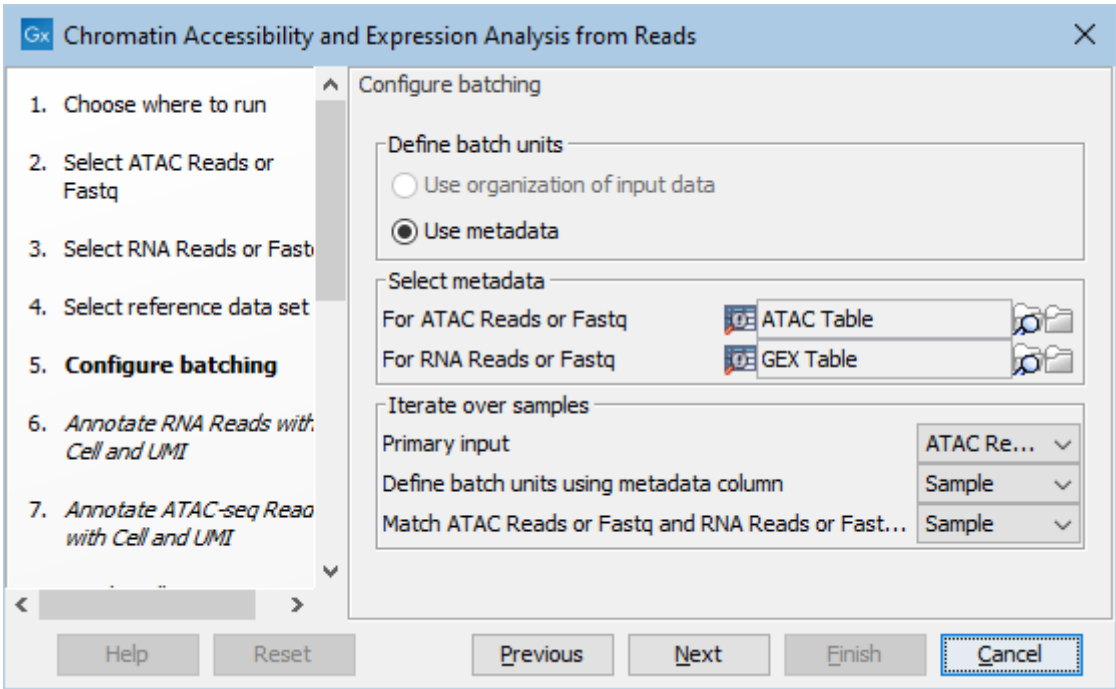 Gx Chromatin Accessibility and Expression Analysis from Reads
1. Choose where to run
2. Select ATAC Reads or
Fastq
3. Select RNA Reads or Fast
4. Select reference data set
5. Configure batching
6. Annotate RNA Reads with
Cell and UMI
7. Annotate ATAC-seq Read
with Cell and UMI
Configure batching
Define batch units
Use organization of input data
Use metadata
Select metadata
For ATAC Reads or Fastq ATAC Table
For RNA Reads or Fastq GEX Table
Iterate over samples
Primary input ATAC Re...
Define batch units using metadata column Sample
Match ATAC Reads or Fastq and RNA Reads or Fast... Sample
Help Reset Previous Next Finish Cancel